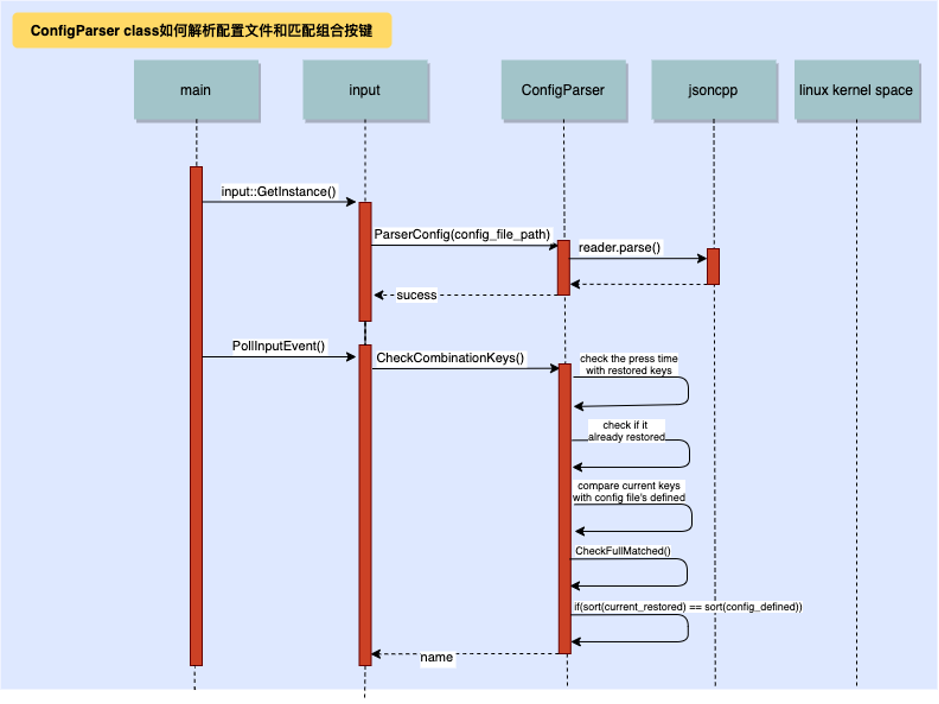 ConfigParser class如何解析配置文件和匹配组合按键
main
input
ConfigParser
jsoncpp
linux kernel space
input::GetInstance()
ParserConfig(config_file_path)
reader.parse()
sucess
PollInputEvent()
CheckCombinationKeys()
check the press time
with restored keys
check if it
already restored
compare current keys
with config file's defined
CheckFullMatched()
if(sort(current_restored) == sort(config_defined))
name